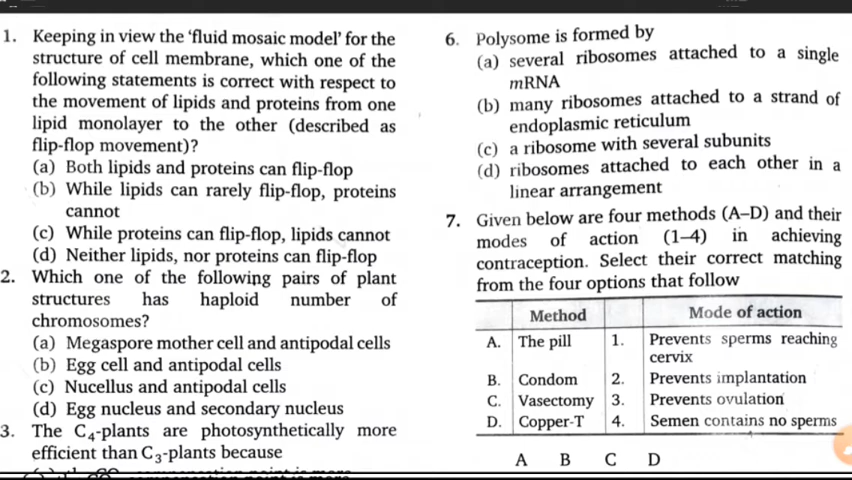 1. Keeping in view the 'fluid mosaic model' for the
structure of cell membrane, which one of the
following statements is correct with respect to
the movement of lipids and proteins from one
lipid monolayer to the other (described as
flip-flop movement)?
(a) Both lipids and proteins can flip-flop
(b) While lipids can rarely flip-flop, proteins
cannot
(c) While proteins can flip-flop, lipids cannot
(d) Neither lipids, nor proteins can flip-flop
2. Which one of the following pairs of plant
structures has haploid number of
chromosomes?
(a) Megaspore mother cell and antipodal cells
(b) Egg cell and antipodal cells
(c) Nucellus and antipodal cells
(d) Egg nucleus and secondary nucleus
3. The C4-plants are photosynthetically more
efficient than C3-plants because
6. Polysome is formed by
(a) several ribosomes attached to a single
mRNA
(b) many ribosomes attached to a strand of
endoplasmic reticulum
(c) a ribosome with several subunits
(d) ribosomes attached to each other in a
linear arrangement
7. Given below are four methods (A–D) and their
modes of action (1–4) in achieving
contraception. Select their correct matching
from the four options that follow
Method Mode of action
A. The pill 1. Prevents sperms reaching
cervix
B. Condom 2. Prevents implantation
C. Vasectomy 3. Prevents ovulation
D. Copper-T 4. Semen contains no sperms
A B C D